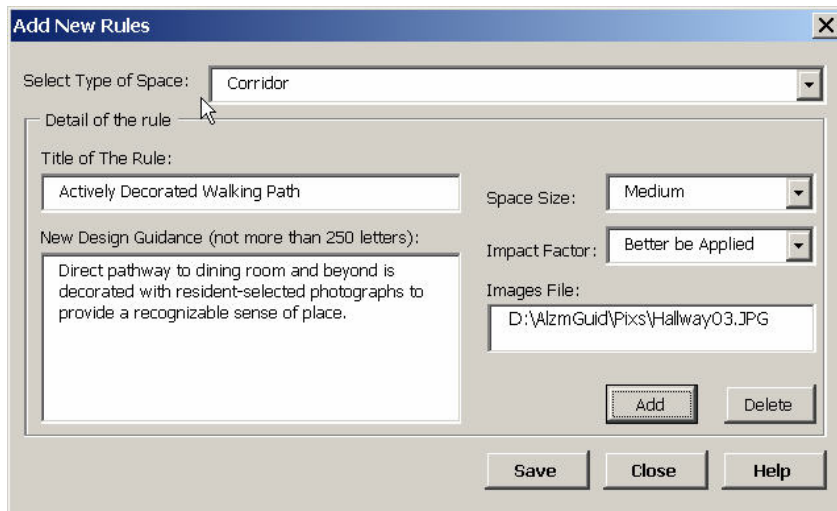 Add New Rules
Select Type of Space:
Corridor
Detail of the rule
Title of The Rule:
Actively Decorated Walking Path
New Design Guidance (not more than 250 letters):
Direct pathway to dining room and beyond is
decorated with resident-selected photographs to
provide a recognizable sense of place.
Space Size:
Medium
Impact Factor:
Better be Applied
Images File:
D:\AlzmGuid\Pixs\Hallway03.JPG
Add
Delete
Save
Close
Help